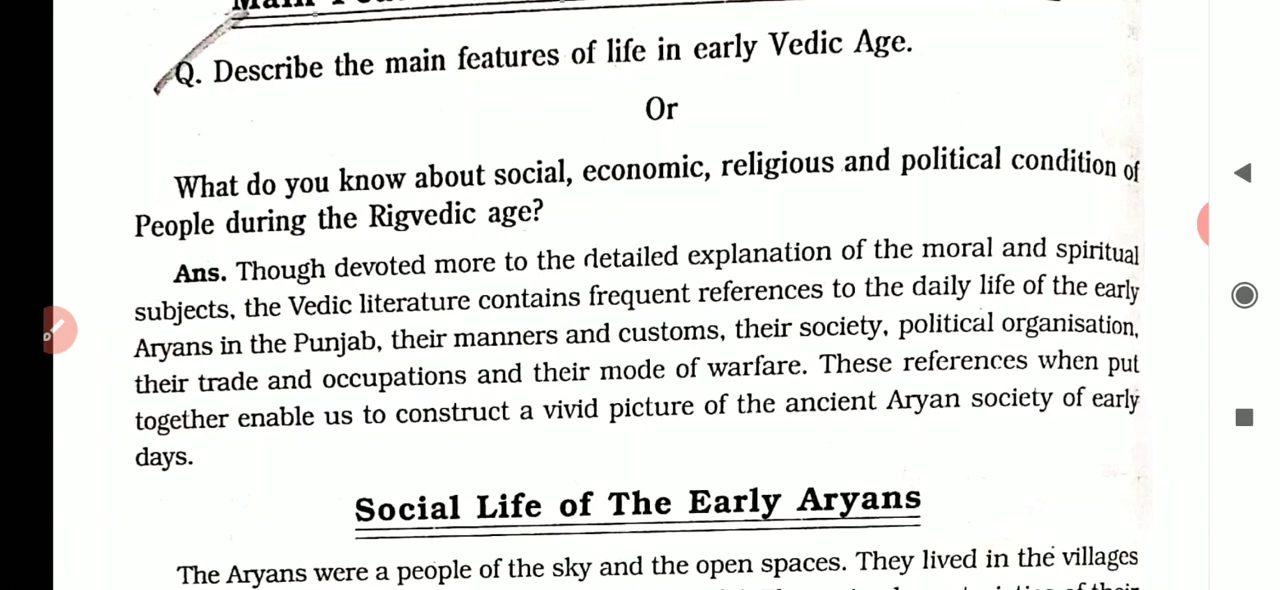 Q. Describe the main features of life in early Vedic Age.
Or
What do you know about social, economic, religious and political condition of
People during the Rigvedic age?
Ans. Though devoted more to the detailed explanation of the moral and spiritual
subjects, the Vedic literature contains frequent references to the daily life of the early
Aryans in the Punjab, their manners and customs, their society, political organisation,
their trade and occupations and their mode of warfare. These references when put
together enable us to construct a vivid picture of the ancient Aryan society of early
days.
Social Life of The Early Aryans
The Aryans were a people of the sky and the open spaces. They lived in the villages